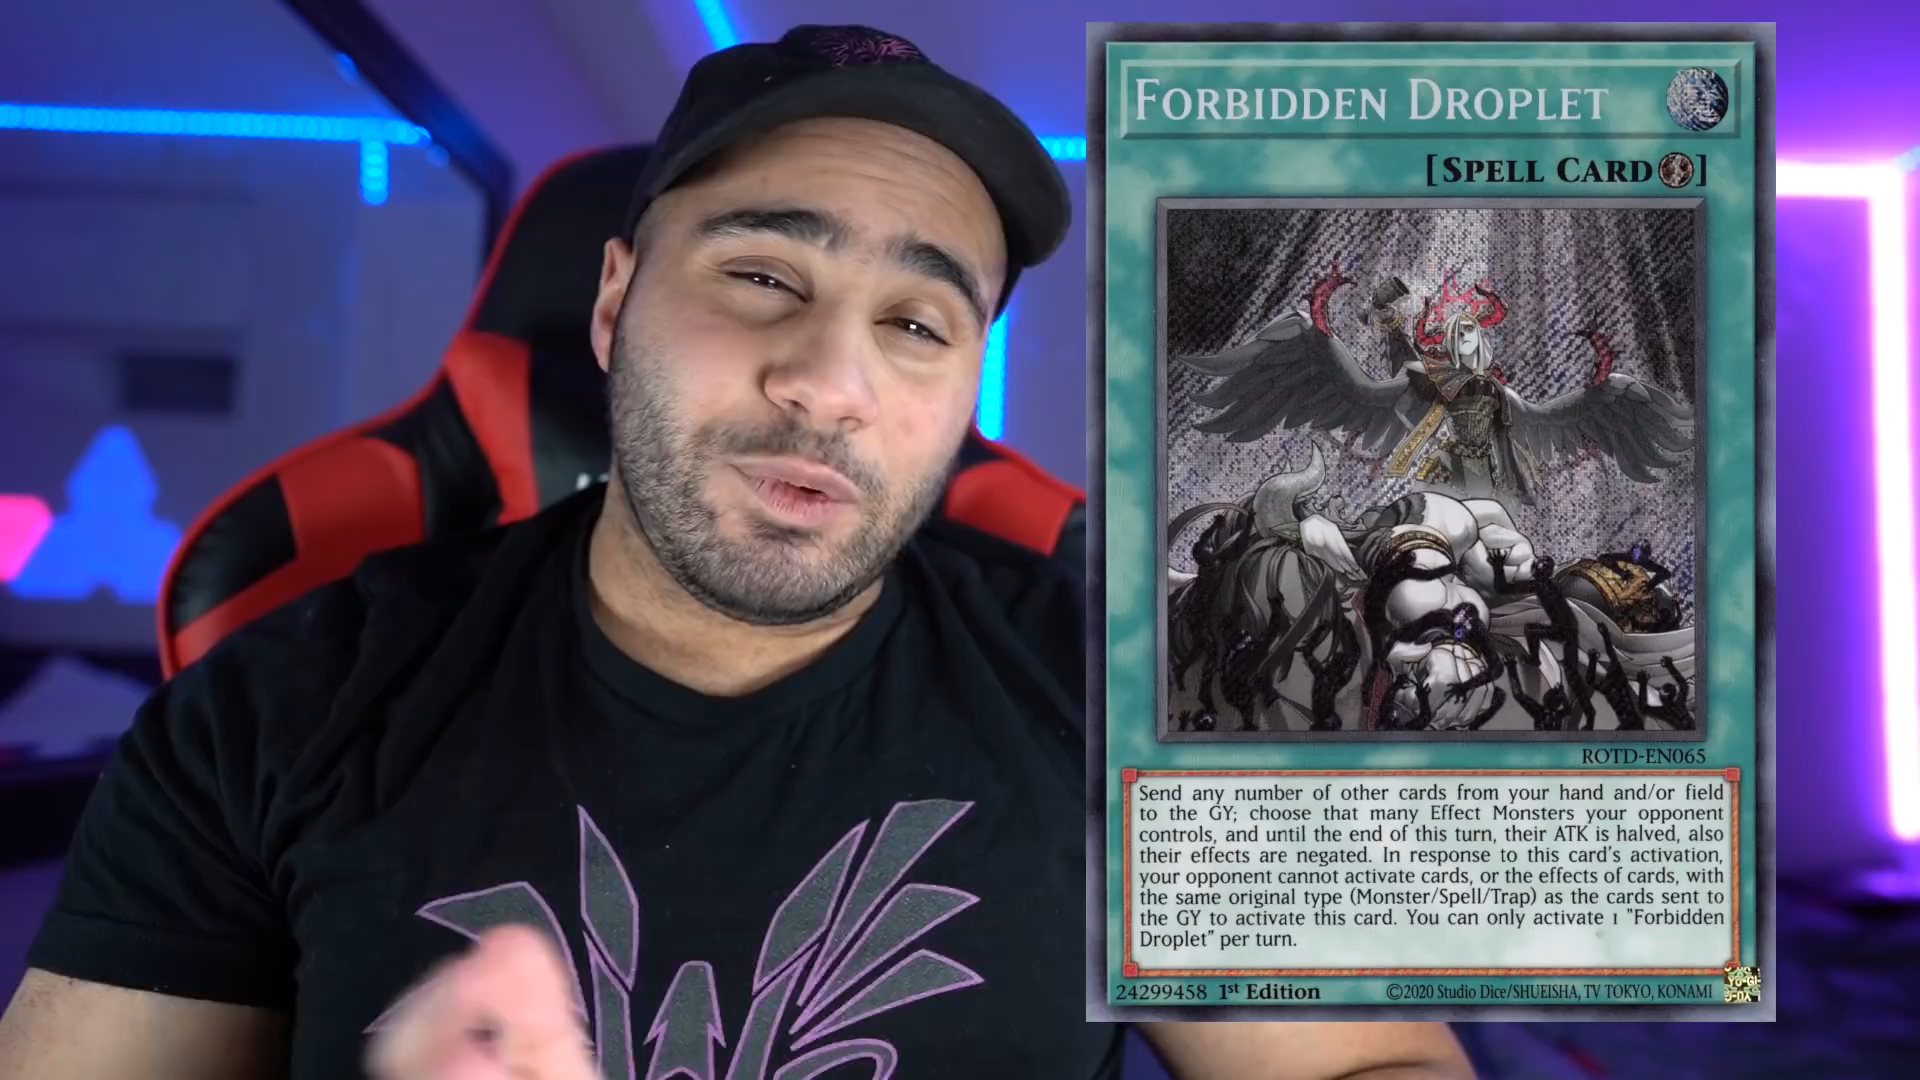 FORBIDDEN DROPLET
[SPELL CARD]
ROTD-EN065
Send any number of other cards from your hand and/or field
to the GY; choose that many Effect Monsters your opponent
controls, and until the end of this turn, their ATK is halved, also
their effects are negated. In response to this card's activation,
your opponent cannot activate cards, or the effects of cards, with
the same original type (Monster/Spell/Trap) as the cards sent to
the GY to activate this card. You can only activate 1 "Forbidden
Droplet" per turn.
24299458 1st Edition ©2020 Studio Dice/SHUEISHA, TV TOKYO, KONAMI